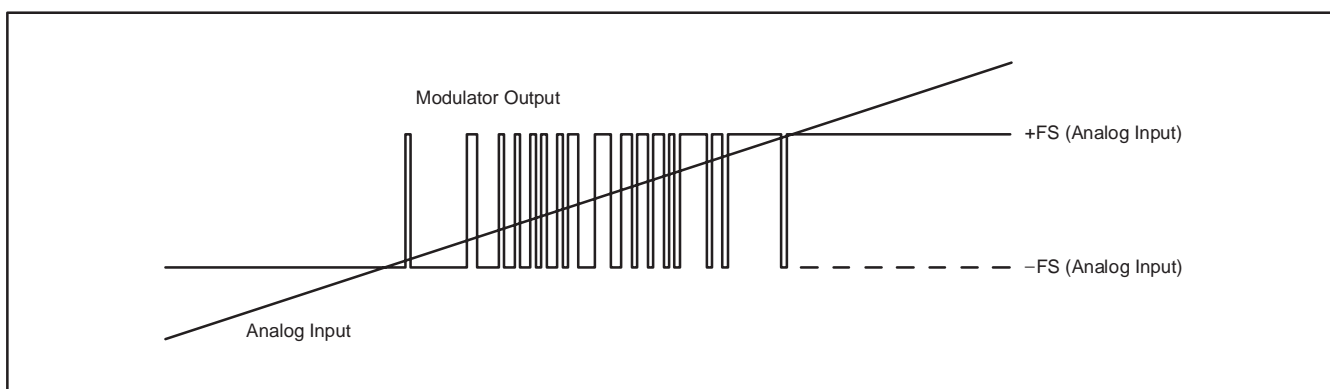 Modulator Output
+FS (Analog Input)
−FS (Analog Input)
Analog Input